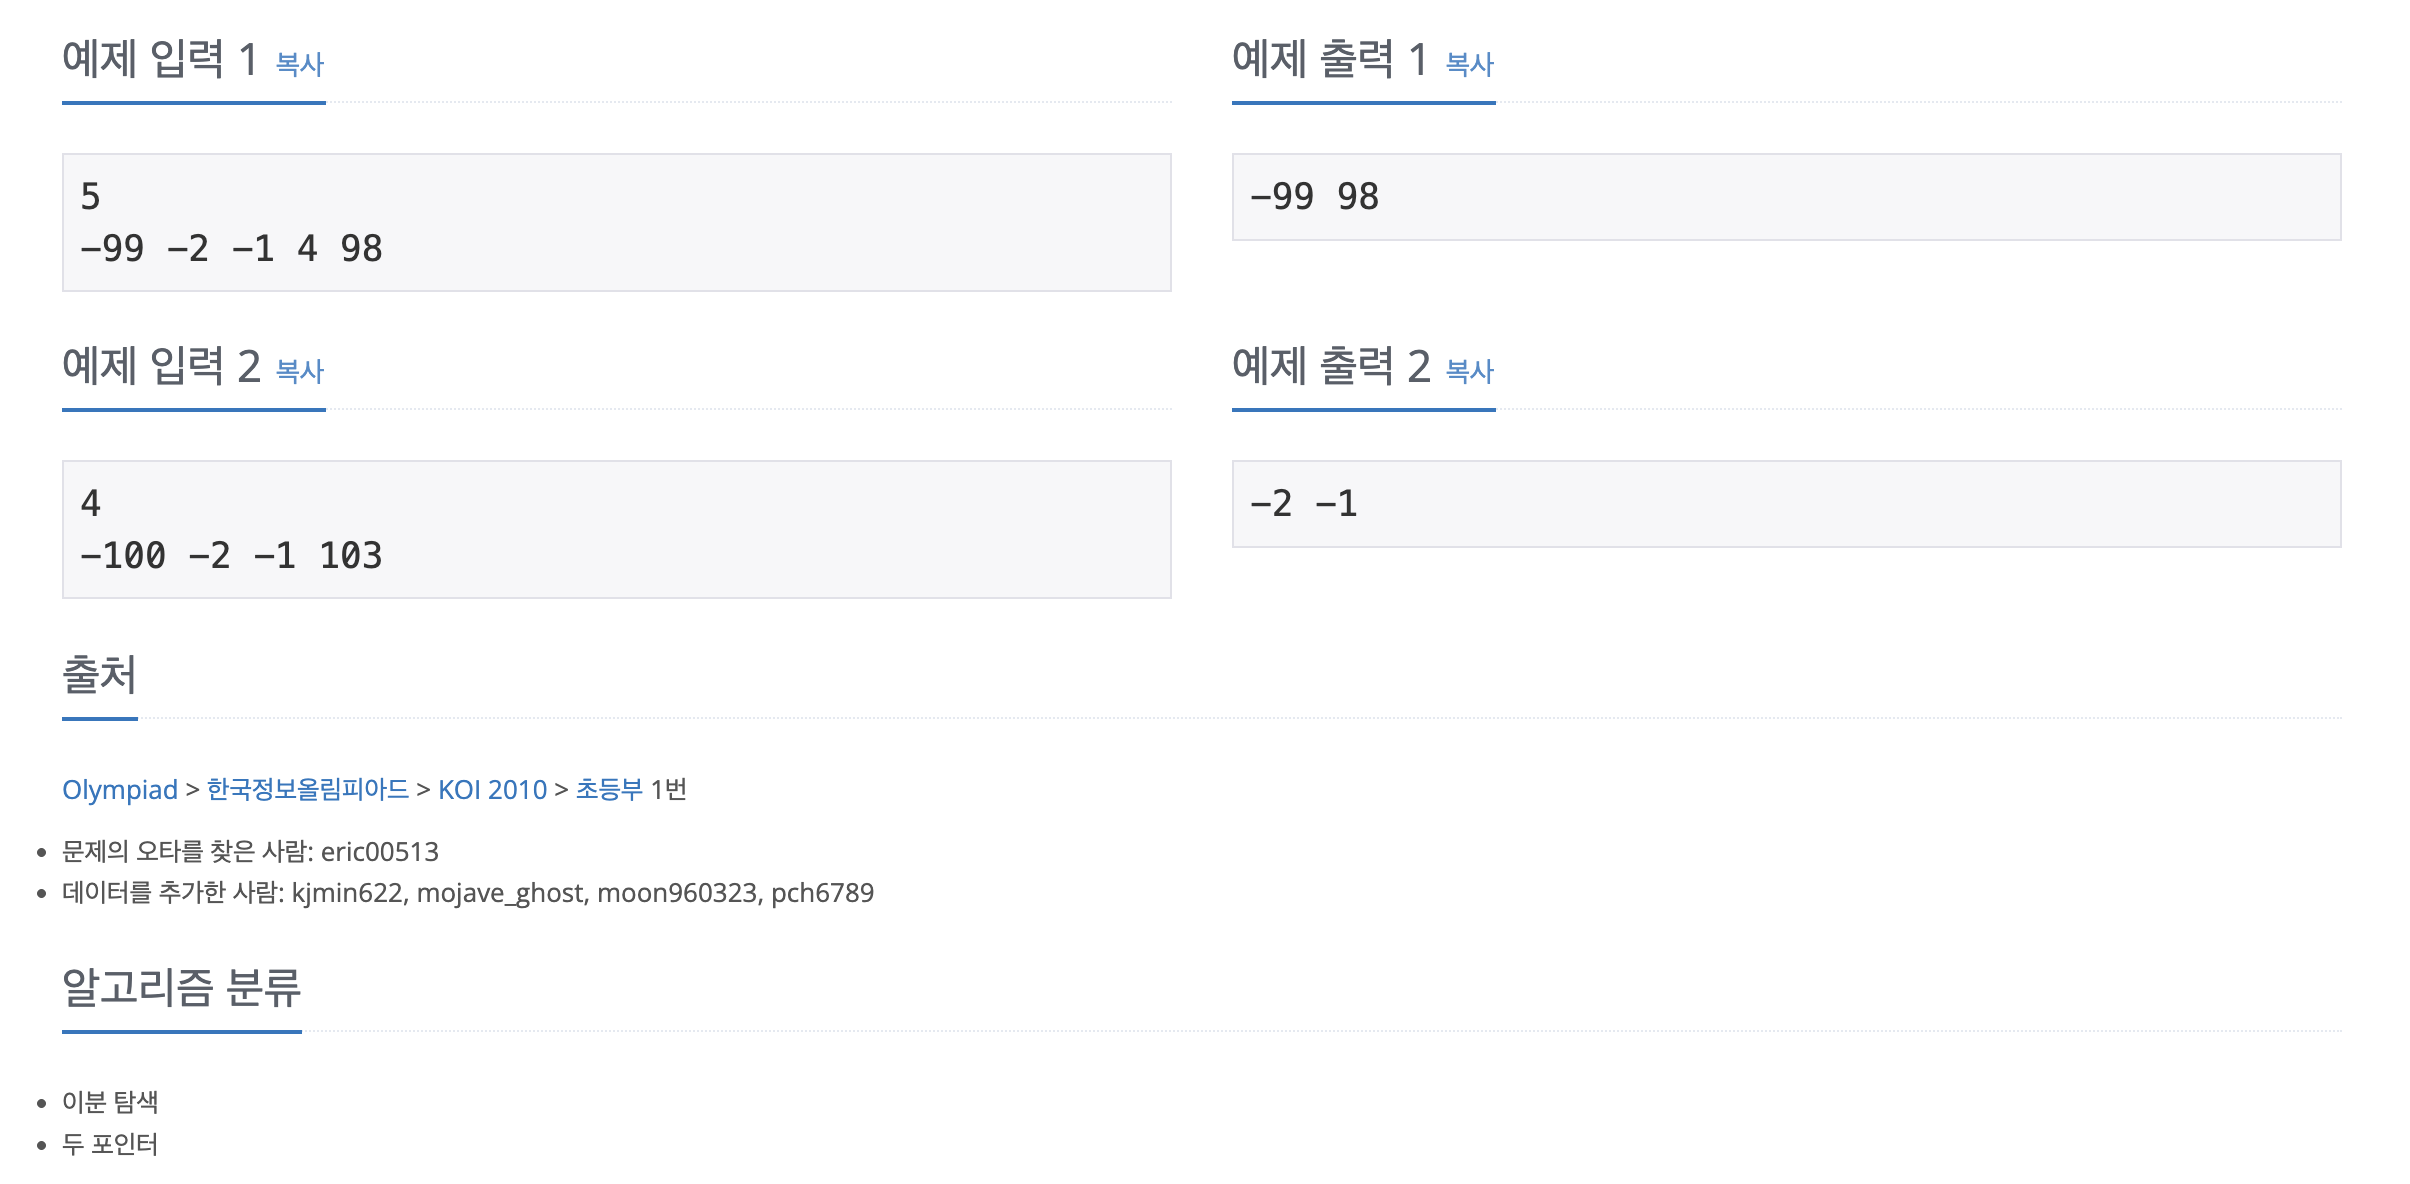 예제 입력 1 복사
예제 출력 1 복사
5
-99 -2 -1 4 98
-99 98
예제 입력 2 복사
예제 출력 2 복사
4
-100 -2 -1 103
-2 -1
출처
Olympiad > 한국정보올림피아드 > KOI 2010 > 초등부 1번
문제의 오타를 찾은 사람: eric00513
데이터를 추가한 사람: kjmin622, mojave_ghost, moon960323, pch6789
알고리즘 분류
이분 탐색
두 포인터